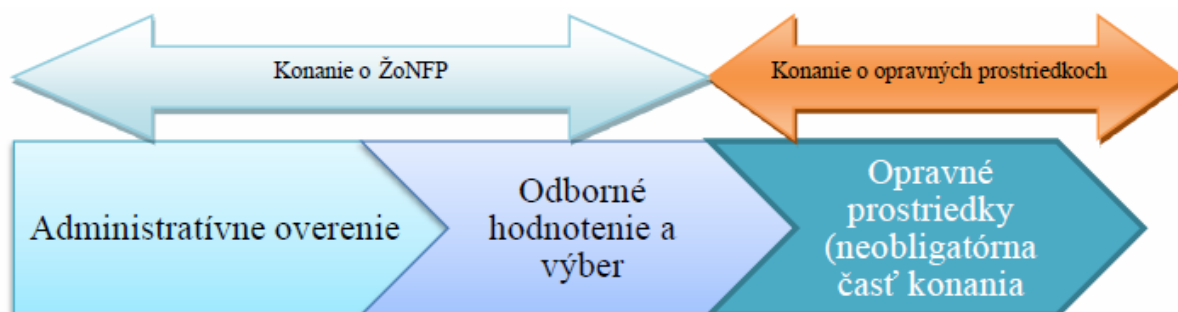 Konanie o ŽoNFP
Konanie o opravných prostriedkoch
Administratívne overenie
Odborné
hodnotenie a
výber
Opravné
prostriedky
(neobligatórna
časť konania